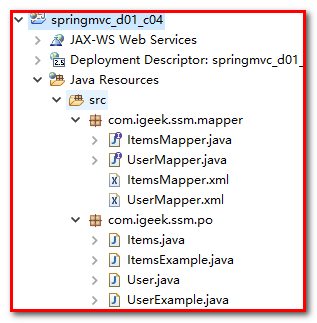 springmvc_d01_c04
JAX-WS Web Services
Deployment Descriptor: springmvc_d01_
Java Resources
src
com.igeek.ssm.mapper
ItemsMapper.java
UserMapper.java
ItemsMapper.xml
UserMapper.xml
com.igeek.ssm.po
Items.java
ItemsExample.java
User.java
UserExample.java